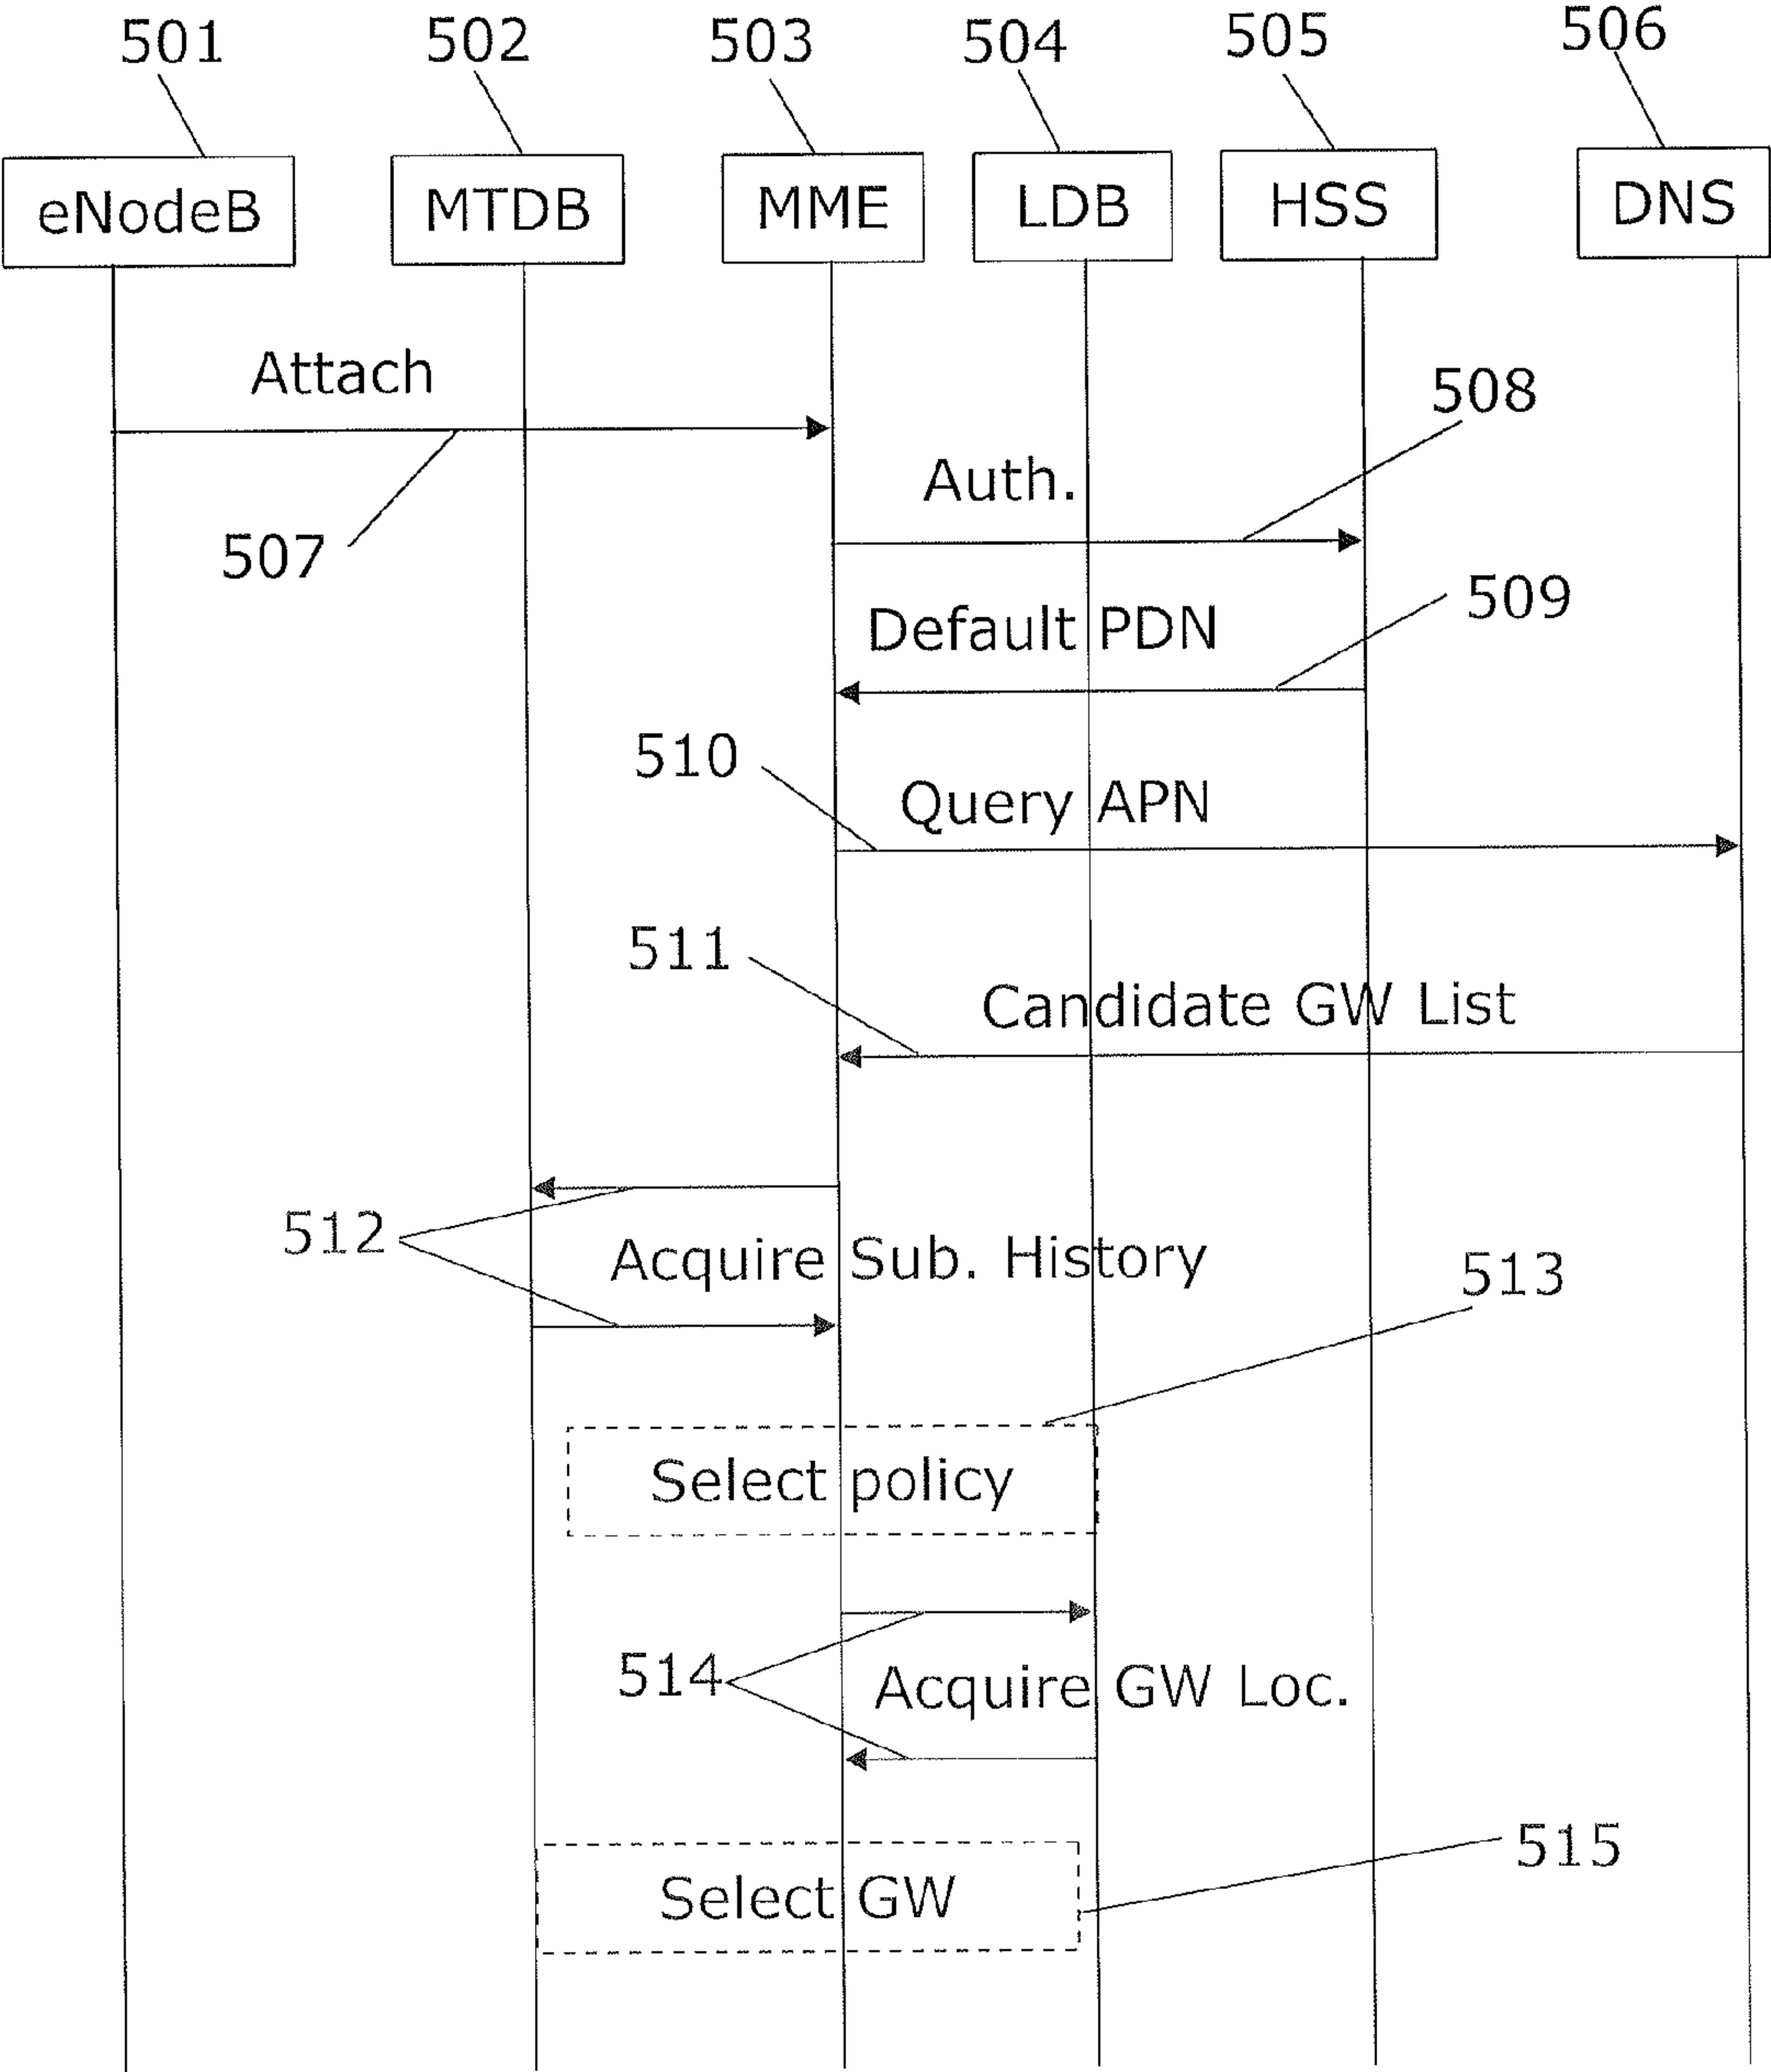 501 502 503 504 505 506
eNodeB MTDB MME LDB HSS DNS
Attach
508
Auth.
507
509
Default PDN
510
Query APN
511
Candidate GW List
512
Acquire Sub. History
513
Select policy
514
Acquire GW Loc.
515
Select GW